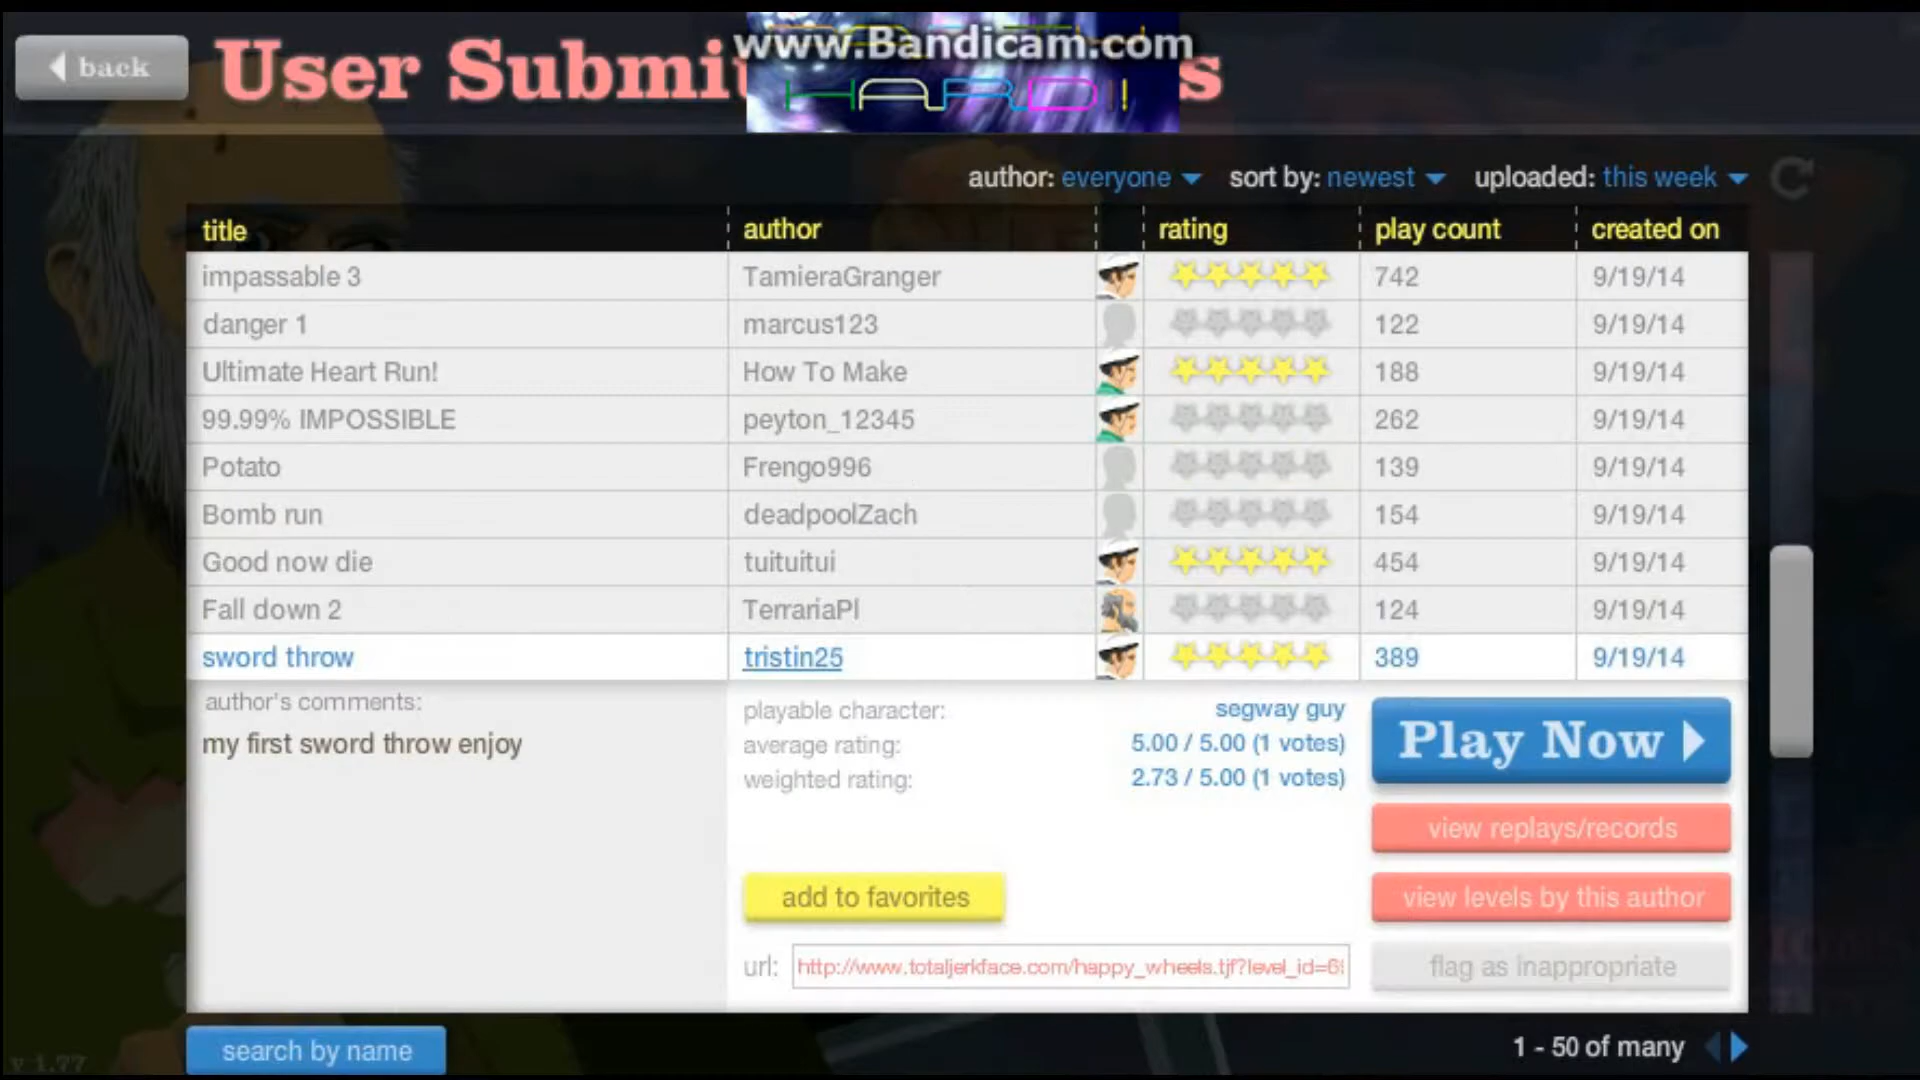 back
User Submi
s
www.Bandicam.com
HARD!
author: everyone
sort by: newest
uploaded: this week
title author rating play count created on
impassable 3 TamieraGranger 742 9/19/14
danger 1 marcus123 122 9/19/14
Ultimate Heart Run! How To Make 188 9/19/14
99.99% IMPOSSIBLE peyton_12345 262 9/19/14
Potato Frengo996 139 9/19/14
Bomb run deadpoolZach 154 9/19/14
Good now die tuituitui 454 9/19/14
Fall down 2 TerrariaPl 124 9/19/14
sword throw tristin25 389 9/19/14
author's comments:
my first sword throw enjoy
playable character: segway guy
average rating: 5.00 / 5.00 (1 votes)
weighted rating: 2.73 / 5.00 (1 votes)
Play Now
view replays/records
add to favorites
view levels by this author
url: http://www.totaljerkface.com/happy_wheels.tjf?level_id=6
flag as inappropriate
search by name
1 - 50 of many
v 1.77